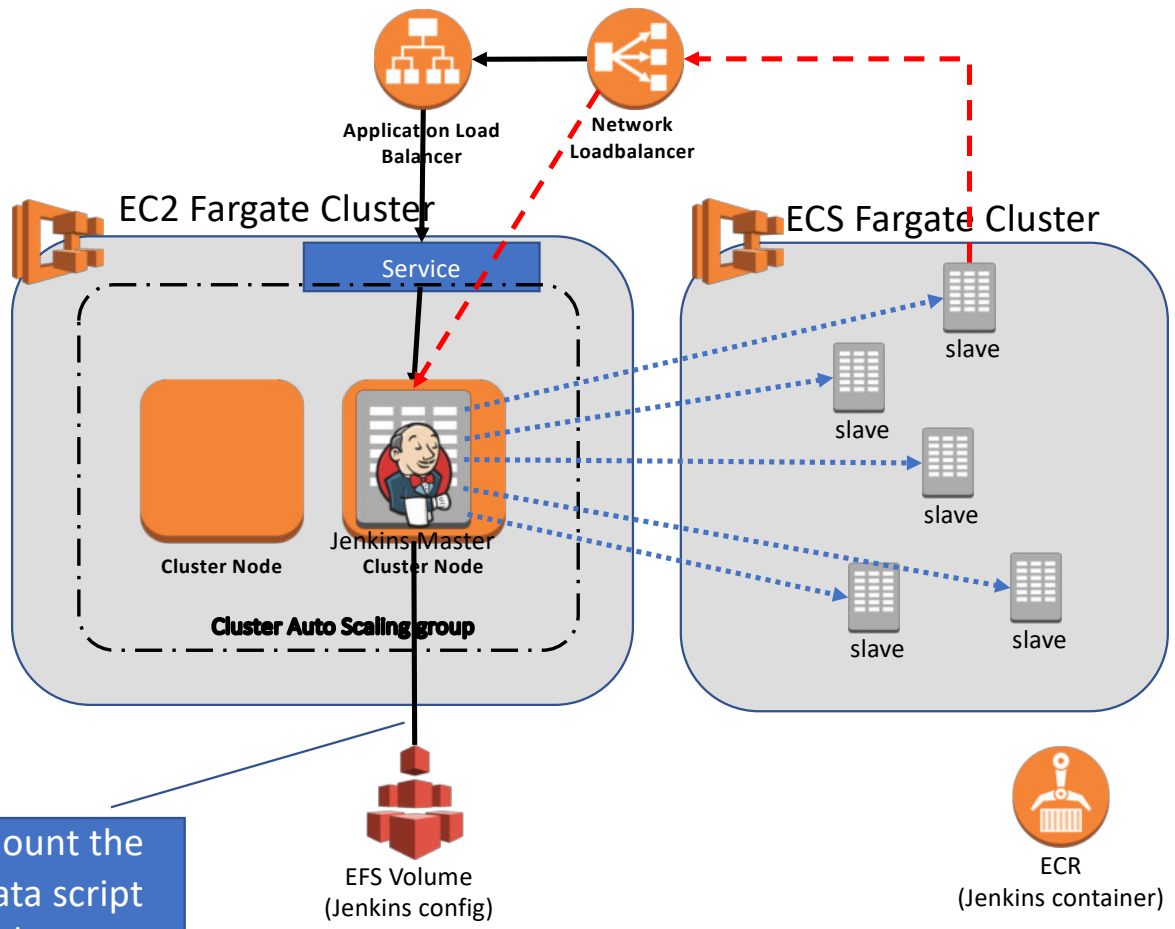 Application Load
Balancer
Network
Loadbalancer
EC2 Fargate Cluster
ECS Fargate Cluster
Service
slave
slave
slave
slave
slave
Jenkins Master
Cluster Node
Cluster Node
Cluster Auto Scaling group
ount the
ata script
EFS Volume
(Jenkins config)
ECR
(Jenkins container)